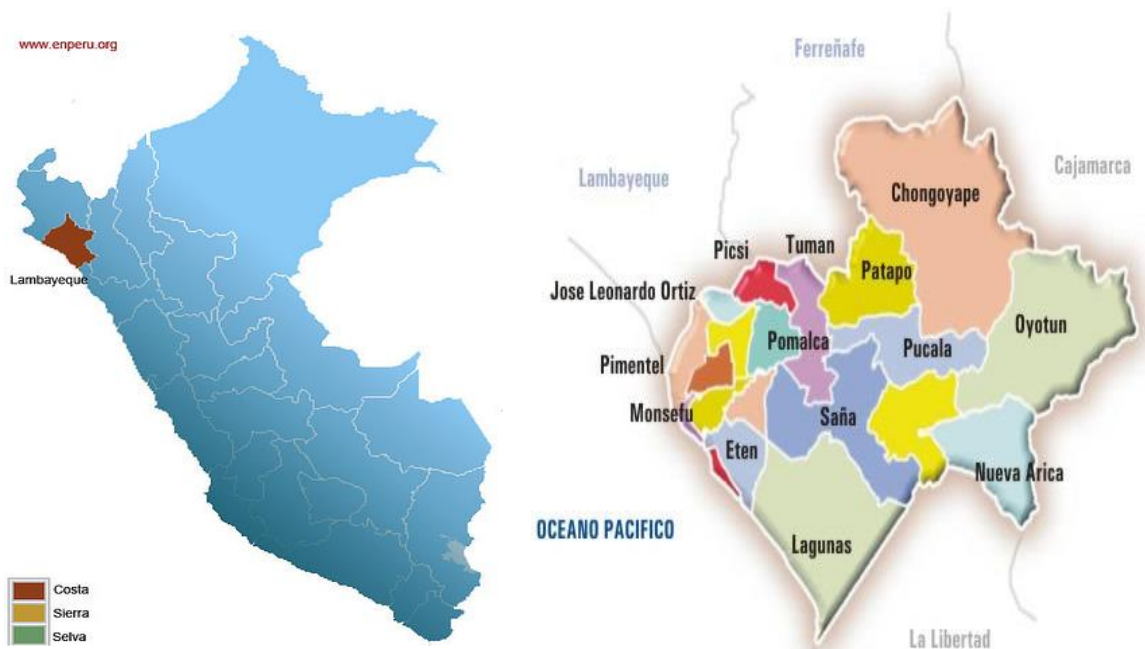 www.enperu.org
Lambayeque
Costa
Sierra
Selva
Ferreñafe
Lambayeque
Cajamarca
Chongoyape
Picsi
Tuman
Patapo
Jose Leonardo Ortiz
Oyotun
Pomalca
Pucala
Pimentel
Monsefu
Saña
Eten
Nueva Arica
OCEANO PACIFICO
Lagunas
La Libertad